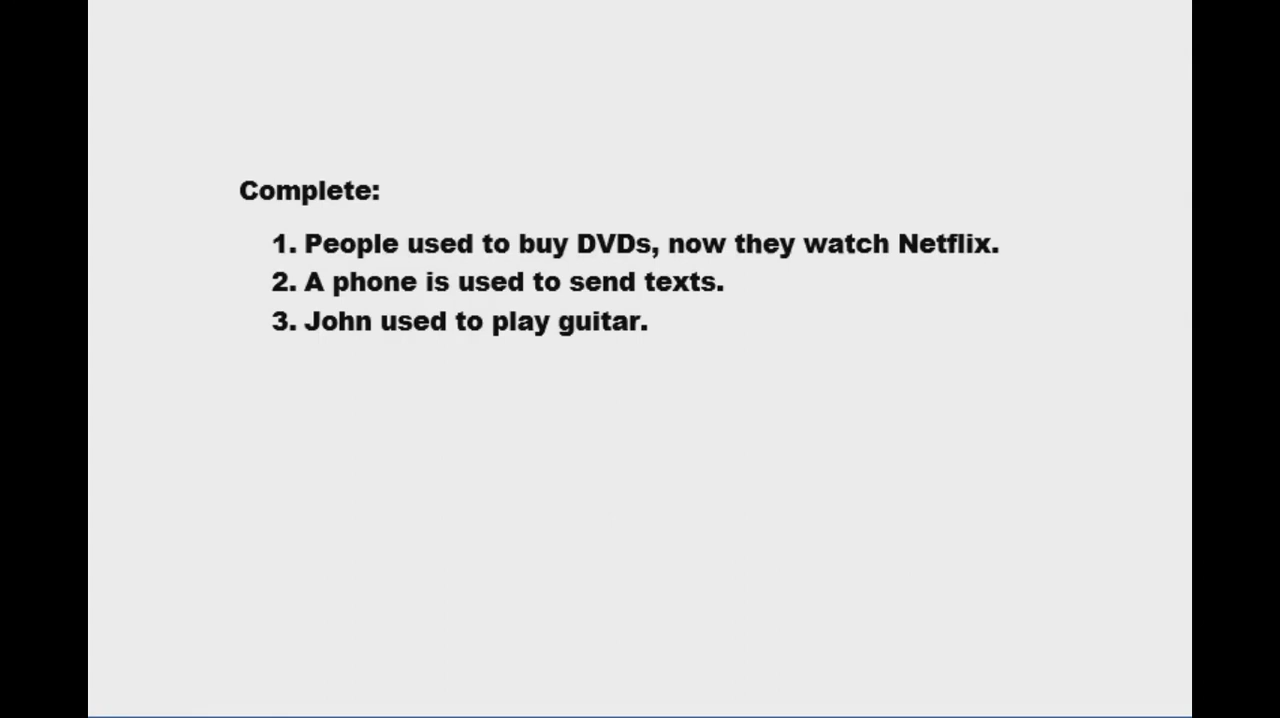 Complete:
1. People used to buy DVDs, now they watch Netflix.
2. A phone is used to send texts.
3. John used to play guitar.